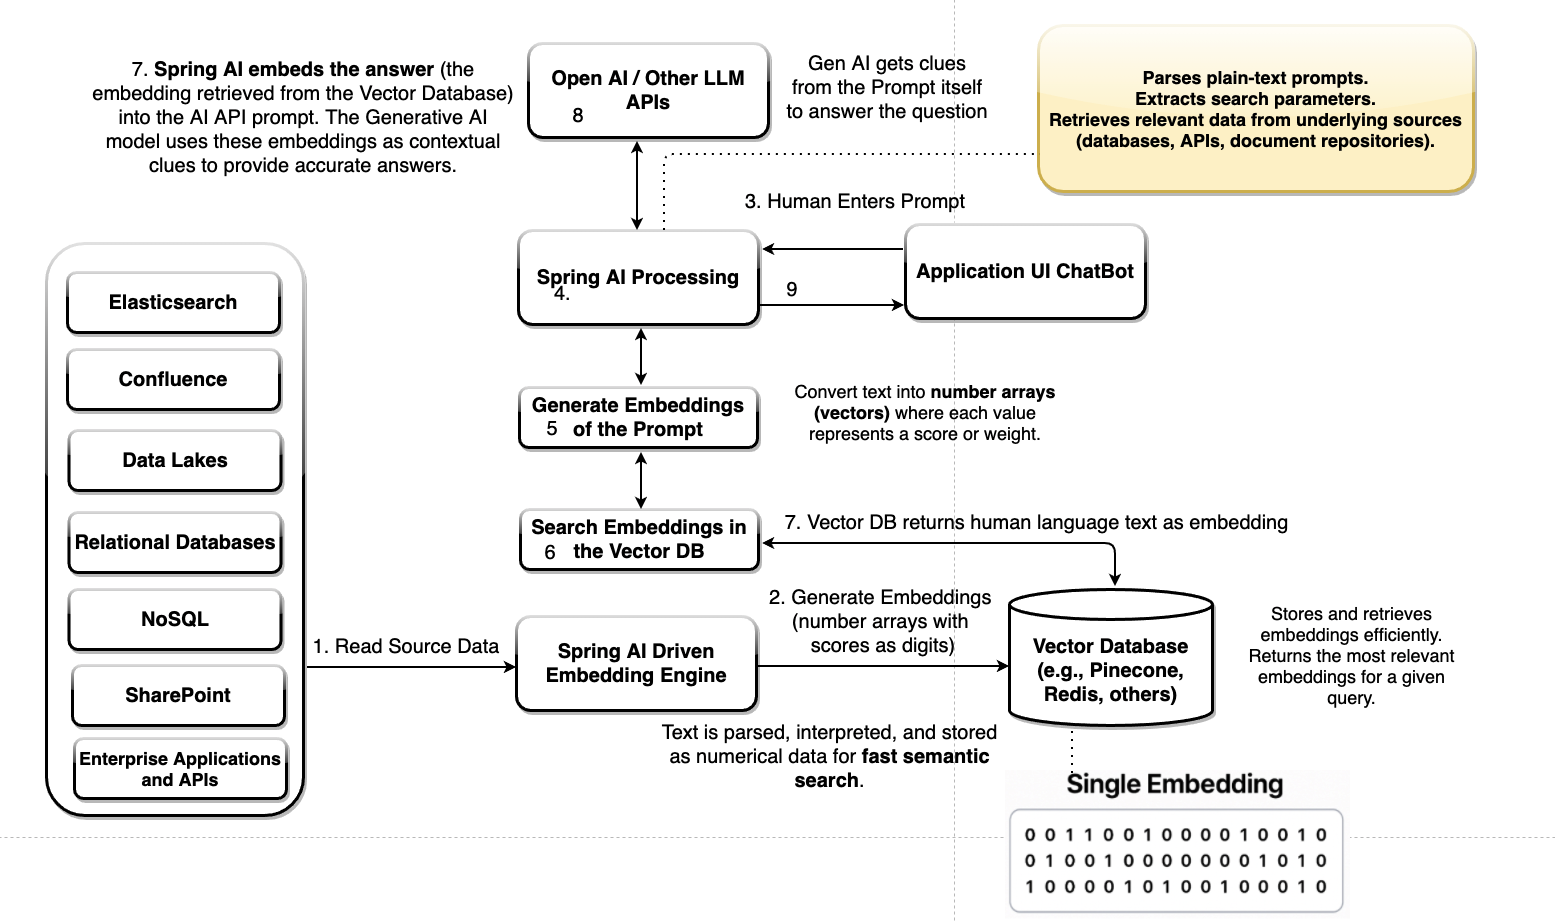 7. Spring AI embeds the answer (the
embedding retrieved from the Vector Database)
into the AI API prompt. The Generative AI
model uses these embeddings as contextual
clues to provide accurate answers.
Open AI / Other LLM
APIs
8
Gen AI gets clues
from the Prompt itself
to answer the question
Parses plain-text prompts.
Extracts search parameters.
Retrieves relevant data from underlying sources
(databases, APIs, document repositories).
3. Human Enters Prompt
Spring AI Processing
4.
9
Application UI ChatBot
Elasticsearch
Confluence
Data Lakes
Relational Databases
NoSQL
SharePoint
Enterprise Applications
and APIs
Generate Embeddings
5 of the Prompt
Convert text into number arrays
(vectors) where each value
represents a score or weight.
Search Embeddings in
6 the Vector DB
7. Vector DB returns human language text as embedding
1. Read Source Data
Spring AI Driven
Embedding Engine
2. Generate Embeddings
(number arrays with
scores as digits)
Vector Database
(e.g., Pinecone,
Redis, others)
Stores and retrieves
embeddings efficiently.
Returns the most relevant
embeddings for a given
query.
Text is parsed, interpreted, and stored
as numerical data for fast semantic
search.
Single Embedding
0 0 1 1 0 0 1 0 0 0 0 1 0 0 1 0
0 1 0 0 1 0 0 0 0 0 0 0 1 0 1 0
1 0 0 0 0 1 0 1 0 0 1 0 0 0 1 0